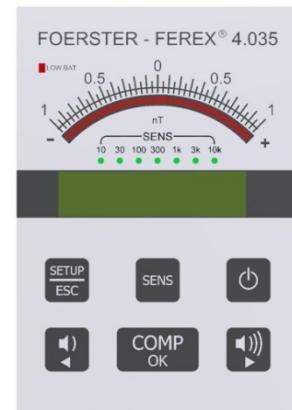 FOERSTER - FEREX® 4.035
LOW BAT
0.5 0 0.5
1 1
- nT +
SENS
10 30 100 300 1k 3k 10k
SETUP
ESC
SENS
COMP
OK